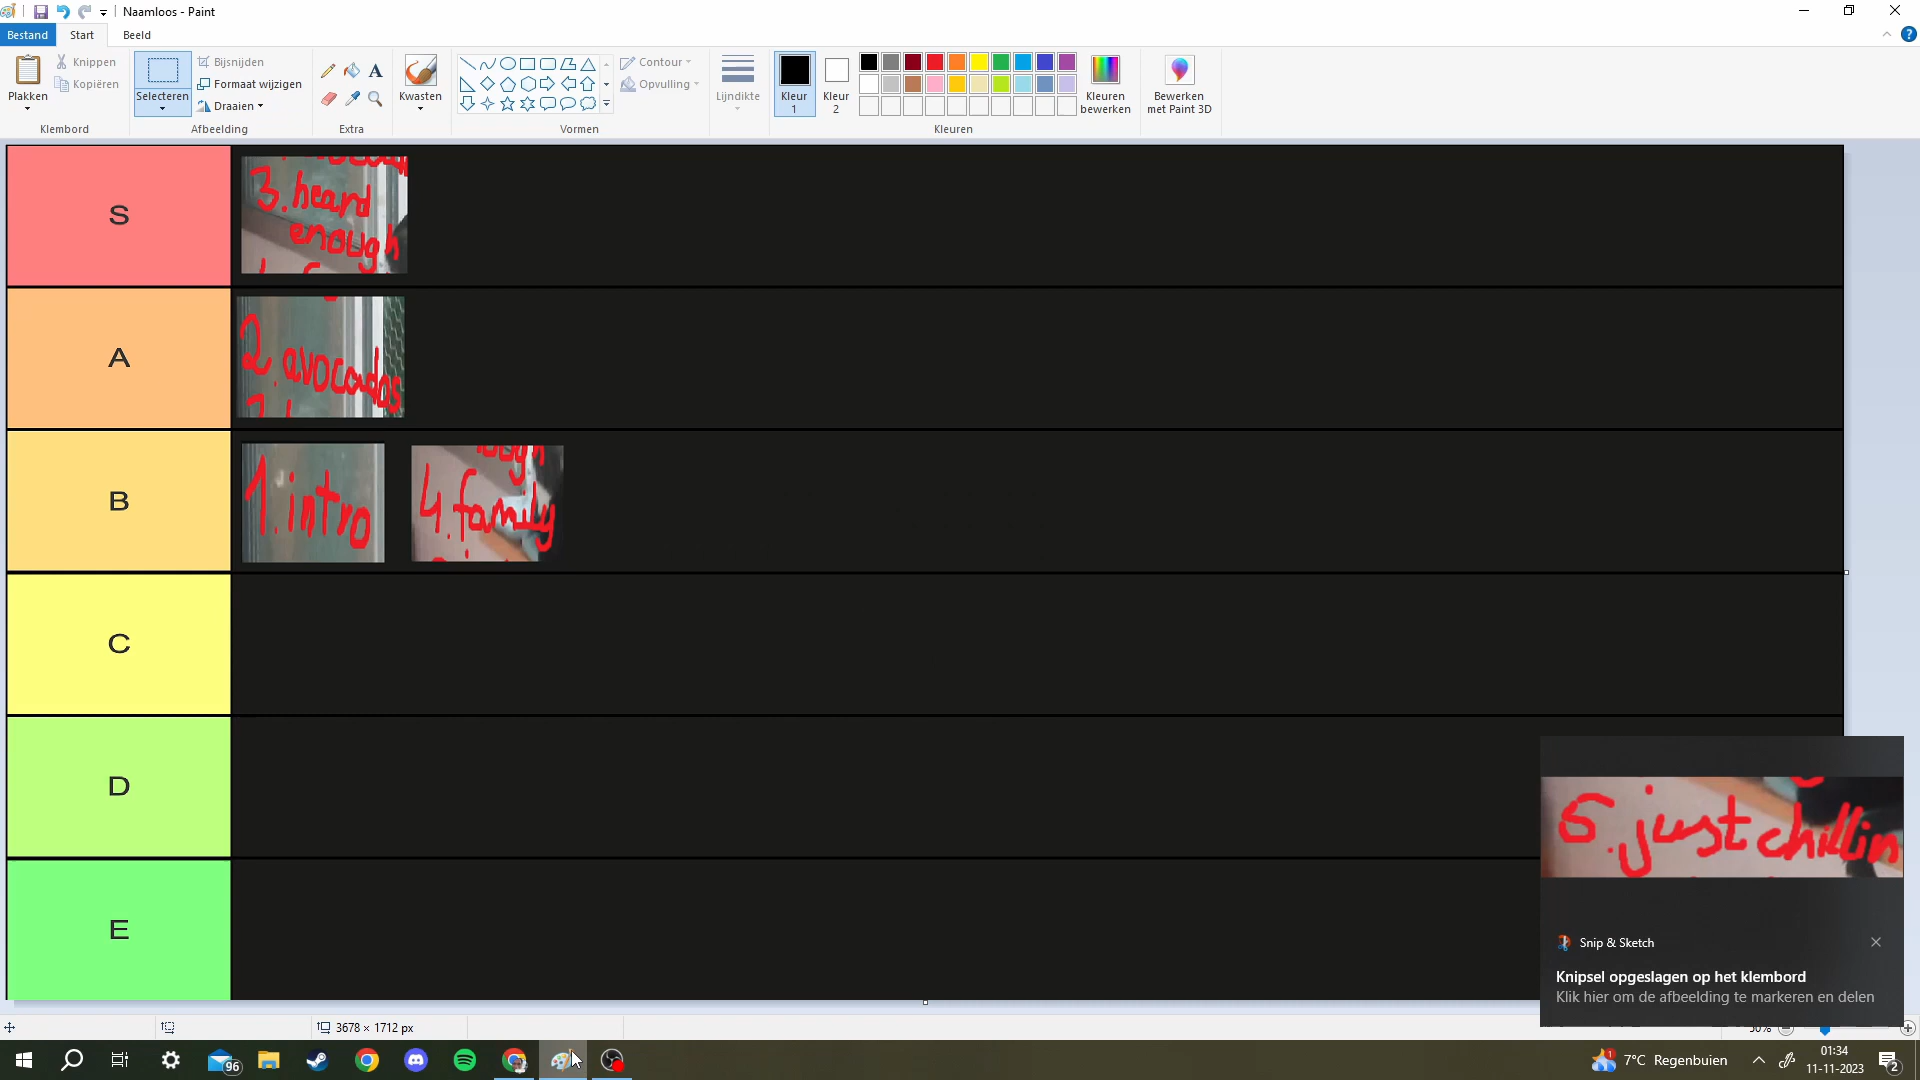 Naamloos - Paint
Bestand
Start
Beeld
Plakken
Knippen
Kopiëren
Klembord
Selecteren
Bijsnijden
Formaat wijzigen
Draaien
Afbeelding
A
Extra
Kwasten
Vormen
Contour
Opvulling
Lijndikte
Kleur
1
Kleur
2
Kleuren
Kleuren
bewerken
Bewerken
met Paint 3D
?
S
3. heard
enough
A
2. avocados
B
1. intro
4. family
C
D
E
5. just chillin
Snip & Sketch
Knipsel opgeslagen op het klembord
Klik hier om de afbeelding te markeren en delen
3678 × 1712 px
50%
96
1
7°C Regenbuien
01:34
11-11-2023
2